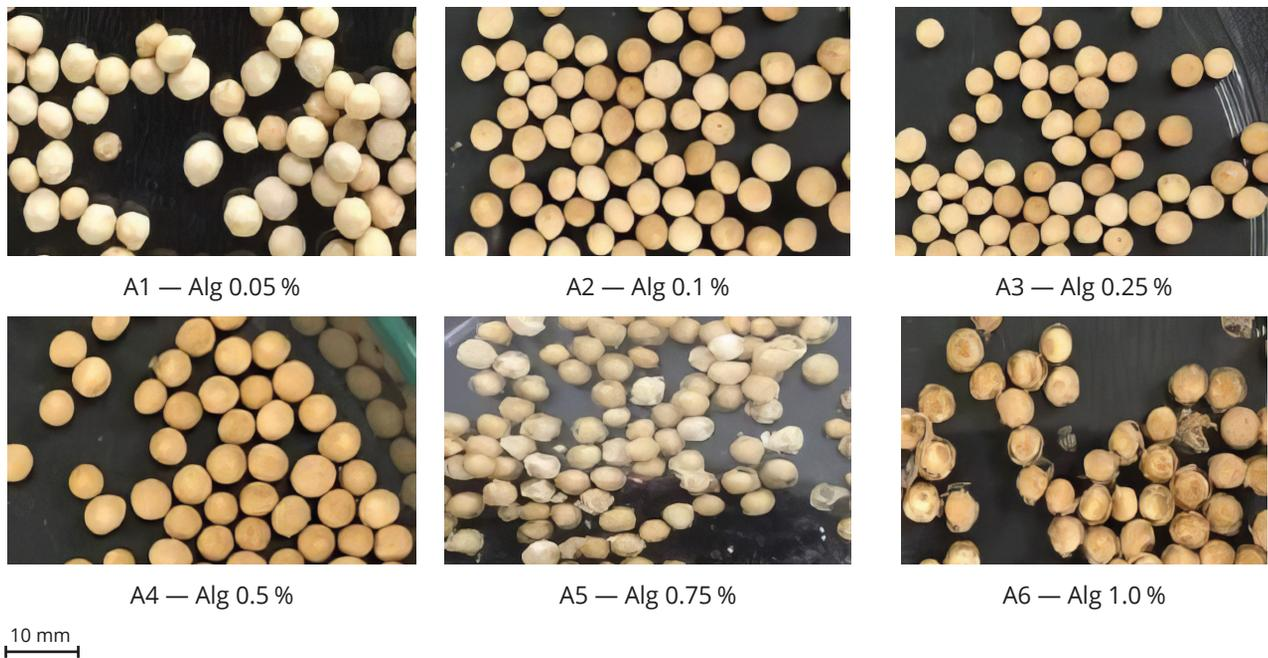 A1 — Alg 0.05 %
A2 — Alg 0.1 %
A3 — Alg 0.25 %
A4 — Alg 0.5 %
A5 — Alg 0.75 %
A6 — Alg 1.0 %
10 mm